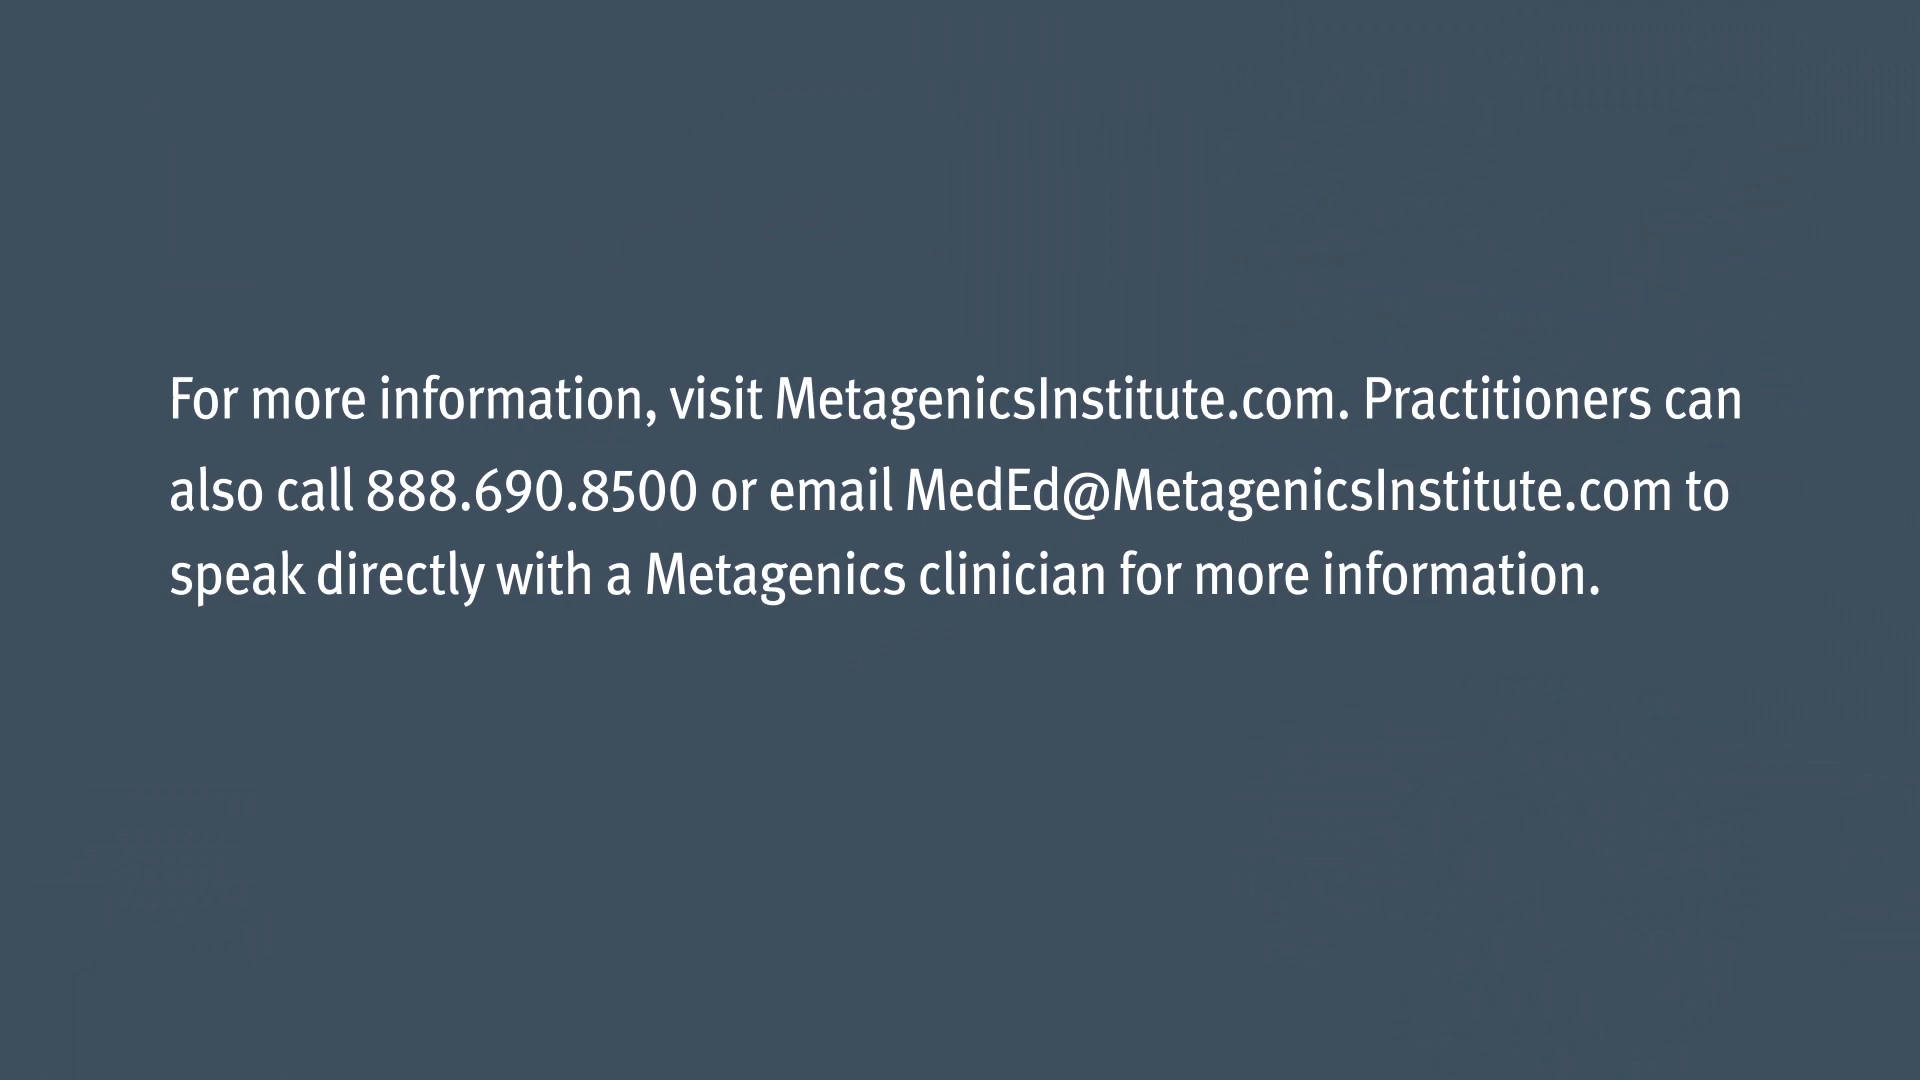 For more information, visit MetagenicsInstitute.com. Practitioners can
also call 888.690.8500 or email MedEd@MetagenicsInstitute.com to
speak directly with a Metagenics clinician for more information.